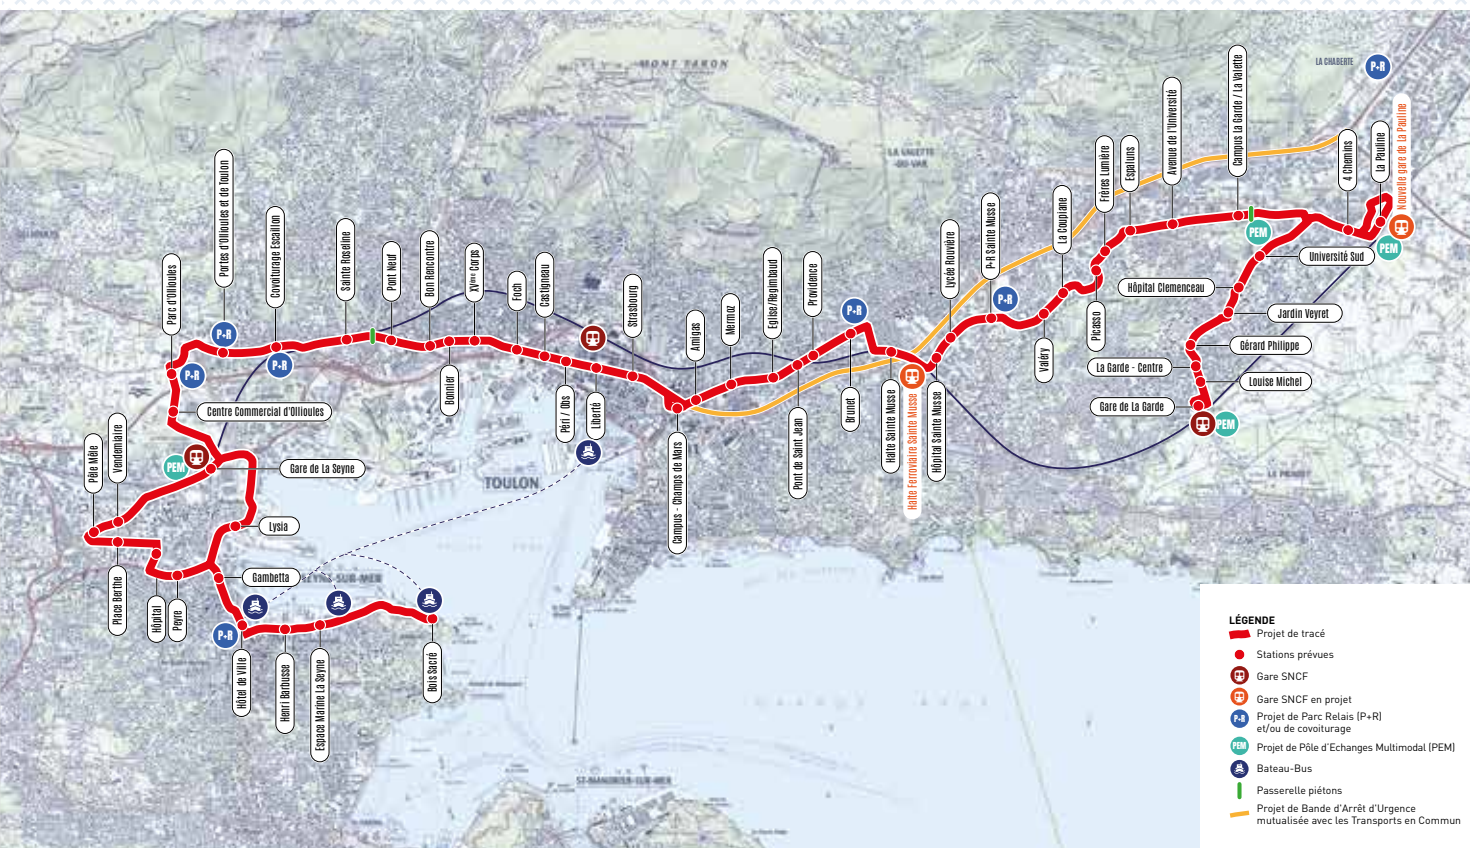 MONT FARON
LA CHABERTE
P+R
LA VALETTE
-DU-VAR
Nouvelle gare de La Pauline
La Pauline
4 Chemins
Campus La Garde / La Valette
Avenue de l'Université
Espaluns
Frères Lumière
La Coupiane
P+R Sainte Musse
Lycée Rouvière
Providence
Eglise/Régimbaud
Mermoz
Amigas
Strasbourg
Castigneau
Foch
XVème Corps
Bon Rencontre
Pont Neuf
Sainte Roseline
Covoiturage Escaillon
Portes d'Ollioules et de Toulon
Parc d'Ollioules
PEM
PEM
Université Sud
Hôpital Clemenceau
Jardin Veyret
Gérard Philippe
La Garde - Centre
Louise Michel
Gare de La Garde
PEM
P+R
P+R
P+R
P+R
P+R
Picasso
Valéry
Hôpital Sainte Musse
Halte Ferroviaire Sainte Musse
Halte Sainte Musse
Brunet
Pont de Saint Jean
Campus - Champs de Mars
Liberté
Péri / Obs
Bonnier
Centre Commercial d'Ollioules
PEM
Gare de La Seyne
Vendemiaire
Pôle Mêle
TOULON
Lysia
Gambetta
SEYNE-SUR-MER
Place Berthe
Hôpital
Peyre
P+R
Hôtel de Ville
Henri Barbusse
Espace Marine La Seyne
Bois Sacré
LE PRADET
ST-MANDRIER-SUR-MER
LÉGENDE
Projet de tracé
Stations prévues
Gare SNCF
Gare SNCF en projet
P+R
Projet de Parc Relais (P+R)
et/ou de covoiturage
PEM
Projet de Pôle d'Echanges Multimodal (PEM)
Bateau-Bus
Passerelle piétons
Projet de Bande d'Arrêt d'Urgence
mutualisée avec les Transports en Commun